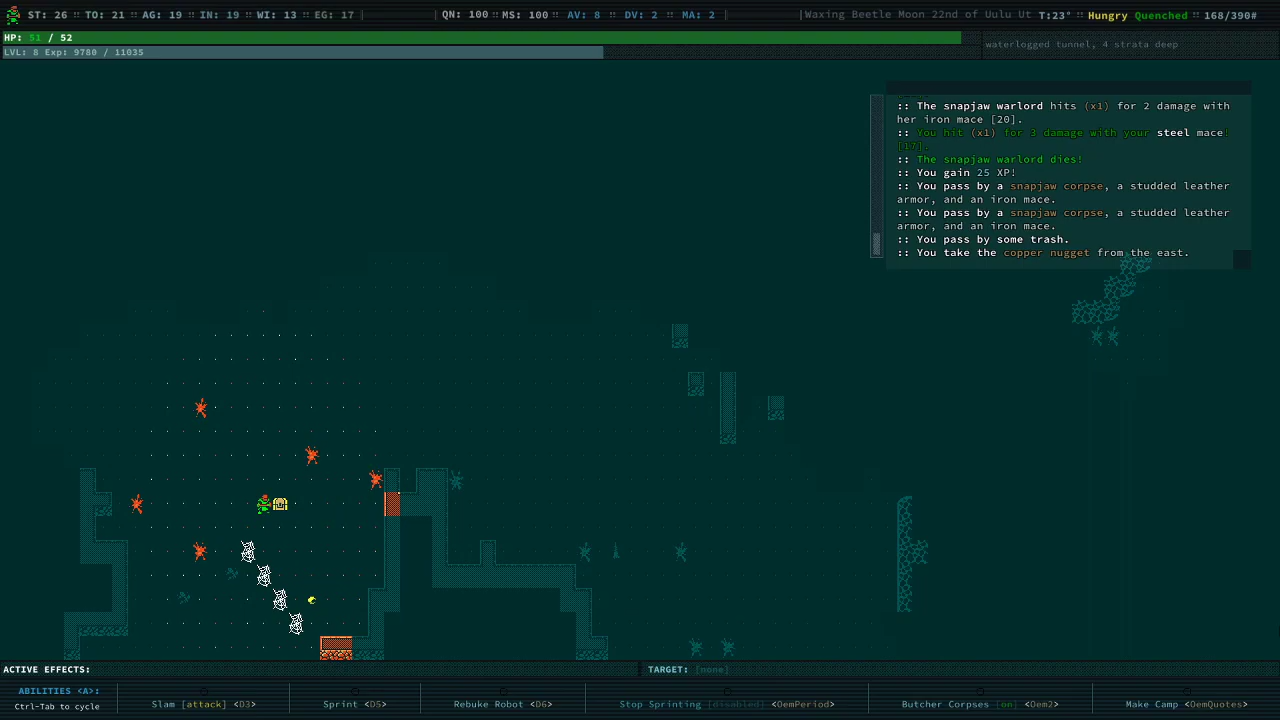 ST: 26 :: TO: 21 :: AG: 19 :: IN: 19 :: WI: 13 :: EG: 17 | | QN: 100 :: MS: 100 :: AV: 8 :: DV: 2 :: MA: 2 | |Waxing Beetle Moon 22nd of Uulu Ut T:23° :: Hungry Quenched :: 168/390#
HP: 51 / 52
LVL: 8 Exp: 9780 / 11035
waterlogged tunnel, 4 strata deep
:: The snapjaw warlord hits (x1) for 2 damage with
her iron mace [20].
:: You hit (x1) for 3 damage with your steel mace!
[17].
:: The snapjaw warlord dies!
:: You gain 25 XP!
:: You pass by a snapjaw corpse, a studded leather
armor, and an iron mace.
:: You pass by a snapjaw corpse, a studded leather
armor, and an iron mace.
:: You pass by some trash.
:: You take the copper nugget from the east.
ACTIVE EFFECTS:
TARGET: [none]
ABILITIES <A>:
Ctrl-Tab to cycle
Slam [attack] <D3>
Sprint <D5>
Rebuke Robot <D6>
Stop Sprinting [disabled] <OemPeriod>
Butcher Corpses [on] <Oem2>
Make Camp <OemQuotes>